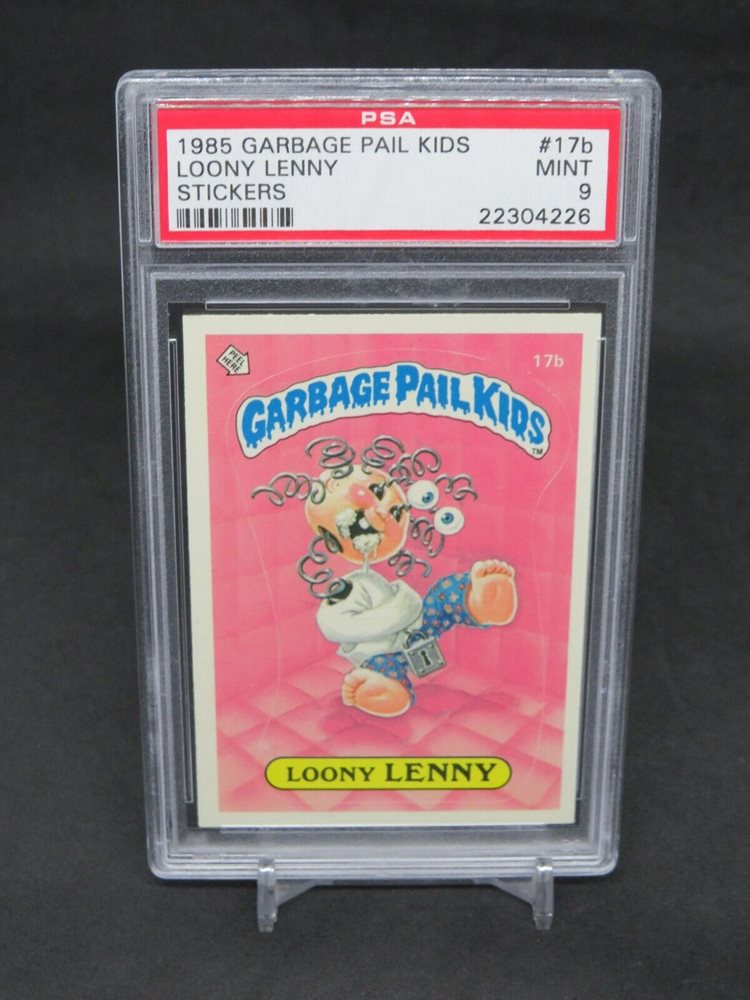 PSA
1985 GARBAGE PAIL KIDS #17b
LOONY LENNY MINT
STICKERS 9
22304226
PEEL HERE
17b
GARBAGE PAIL KIDS
TM
LOONY LENNY